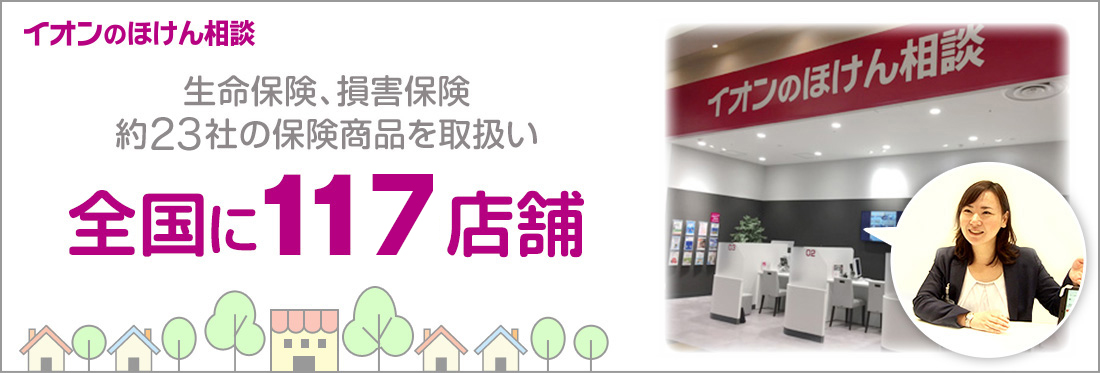 イオンのほけん相談
生命保険、損害保険
約23社の保険商品を取扱い
全国に117店舗
イオンのほけん相談
03
02